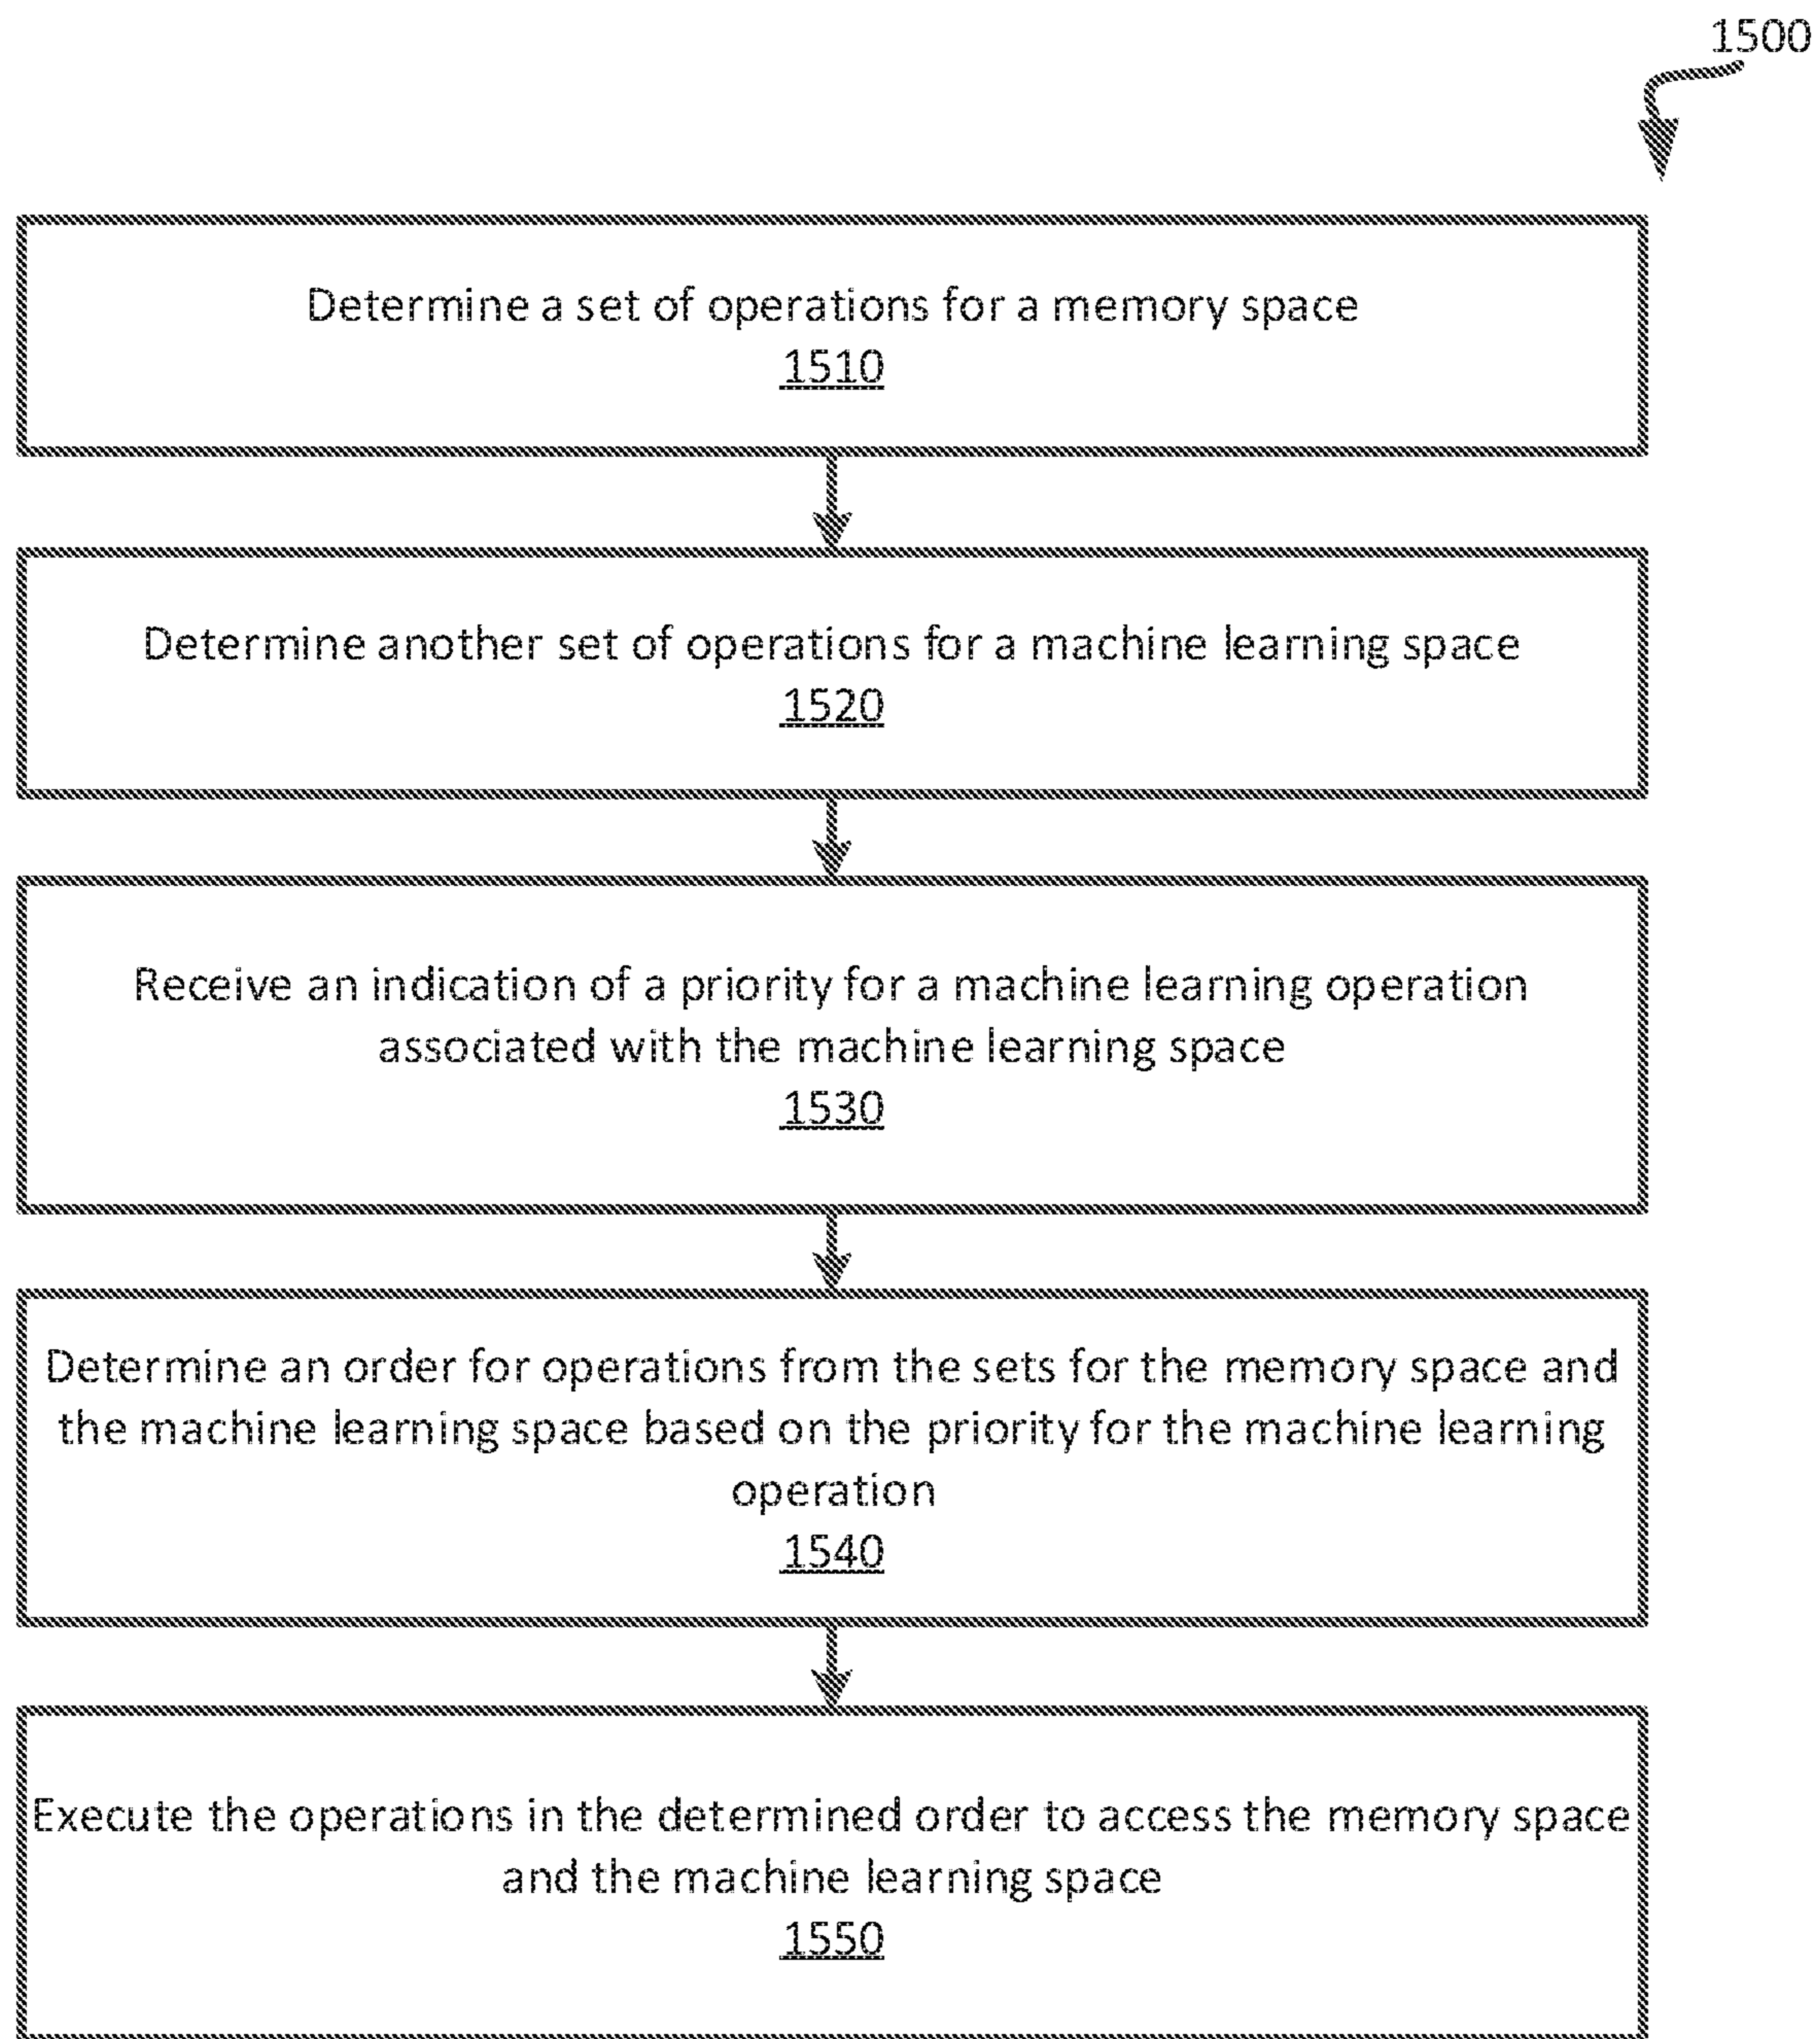 1500
Determine a set of operations for a memory space
1510
Determine another set of operations for a machine learning space
1520
Receive an indication of a priority for a machine learning operation
associated with the machine learning space
1530
Determine an order for operations from the sets for the memory space and
the machine learning space based on the priority for the machine learning
operation
1540
Execute the operations in the determined order to access the memory space
and the machine learning space
1550